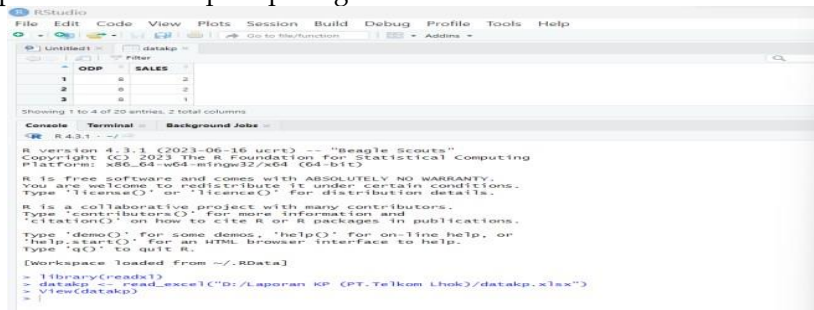 RStudio
File Edit Code View Plots Session Build Debug Profile Tools Help
Go to file/function Addins
Untitled1 datakp
Filter
ODP SALES
1 8 2
2 8 2
3 8 1
Showing 1 to 4 of 20 entries, 2 total columns
Console Terminal Background Jobs
R 4.3.1 · ~/
R version 4.3.1 (2023-06-16 ucrt) -- "Beagle Scouts"
Copyright (C) 2023 The R Foundation for Statistical Computing
Platform: x86_64-w64-mingw32/x64 (64-bit)
R is free software and comes with ABSOLUTELY NO WARRANTY.
You are welcome to redistribute it under certain conditions.
Type 'license()' or 'licence()' for distribution details.
R is a collaborative project with many contributors.
Type 'contributors()' for more information and
'citation()' on how to cite R or R packages in publications.
Type 'demo()' for some demos, 'help()' for on-line help, or
'help.start()' for an HTML browser interface to help.
Type 'q()' to quit R.
[Workspace loaded from ~/.RData]
> library(readxl)
> datakp <- read_excel("D:/Laporan KP (PT.Telkom Lhok)/datakp.xlsx")
> View(datakp)
>